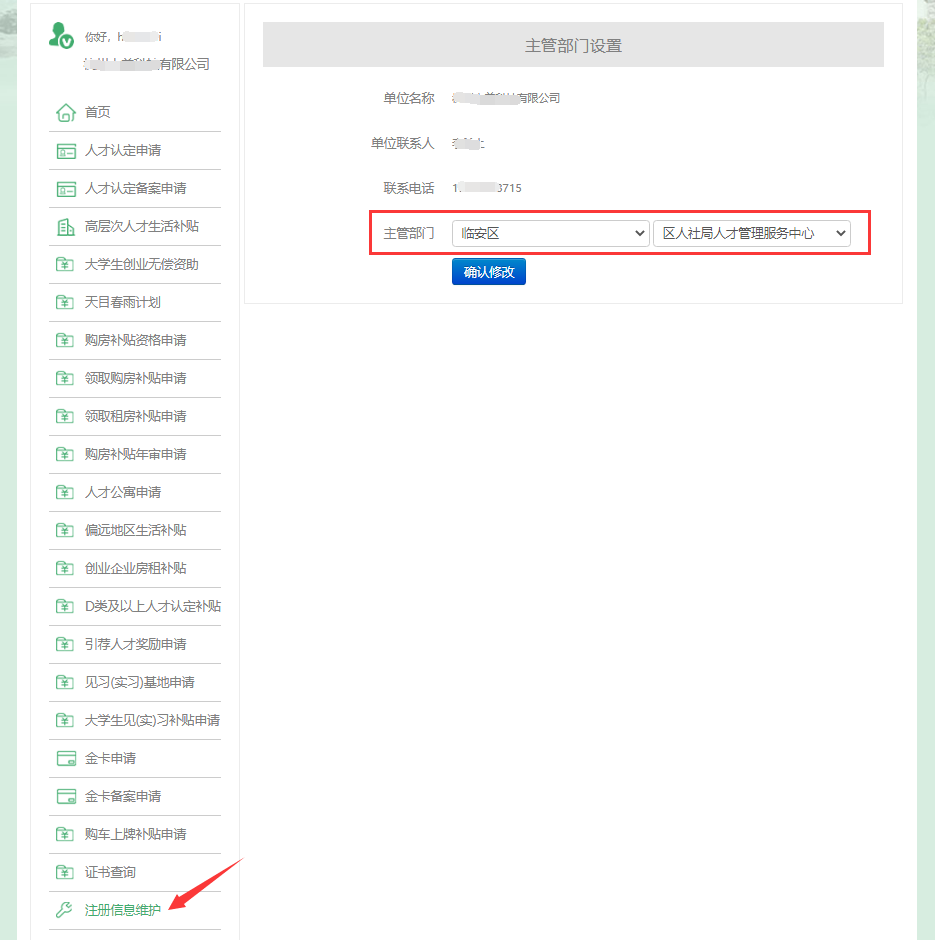 你好，
有限公司
首页
人才认定申请
人才认定备案申请
高层次人才生活补贴
大学生创业无偿资助
天目春雨计划
购房补贴资格申请
领取购房补贴申请
领取租房补贴申请
购房补贴年审申请
人才公寓申请
偏远地区生活补贴
创业企业房租补贴
D类及以上人才认定补贴
引荐人才奖励申请
见习(实习)基地申请
大学生见(实)习补贴申请
金卡申请
金卡备案申请
购车上牌补贴申请
证书查询
注册信息维护
主管部门设置
单位名称 有限公司
单位联系人
联系电话 3715
主管部门 临安区 区人社局人才管理服务中心
确认修改